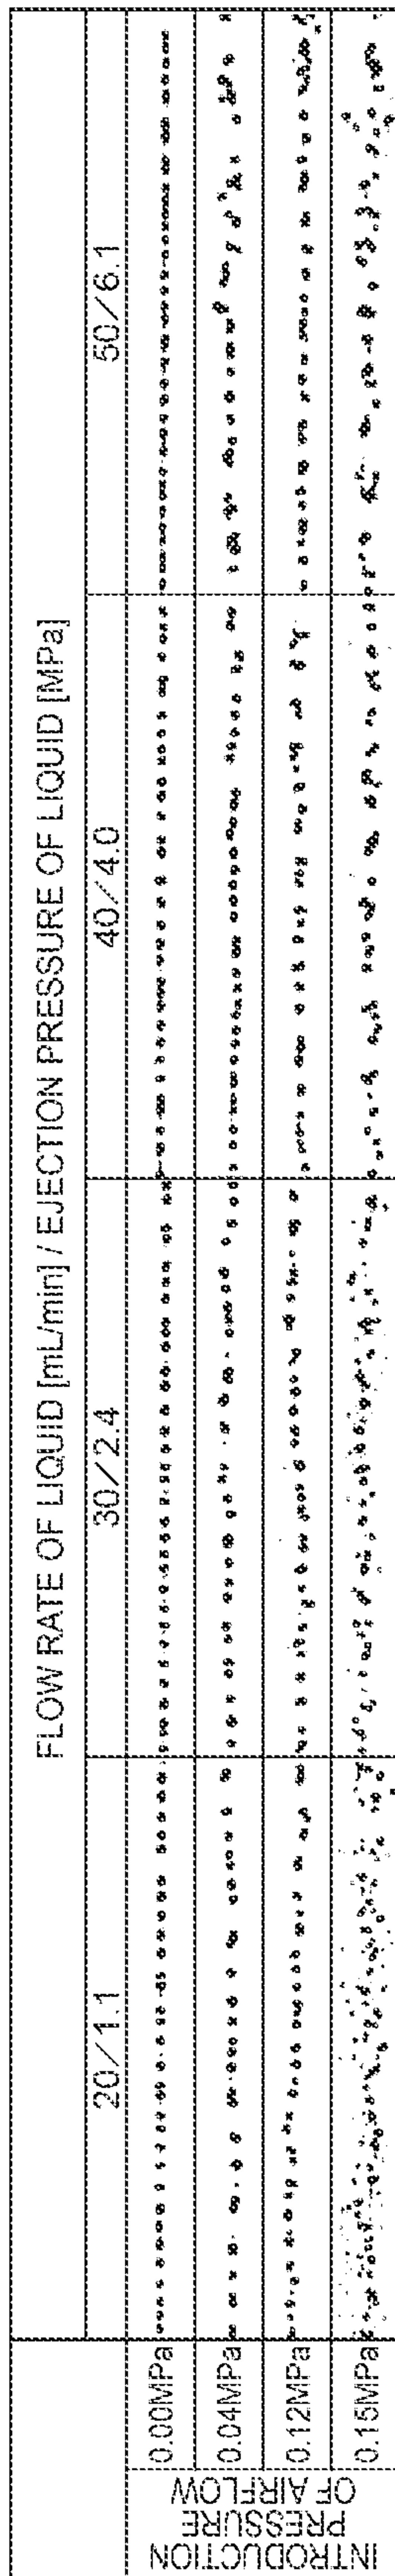 FLOW RATE OF LIQUID [mL/min] / EJECTION PRESSURE OF LIQUID [MPa]
20/1.1
30/2.4
40/4.0
50/6.1
INTRODUCTION
PRESSURE
OF AIRFLOW
0.00MPa
0.04MPa
0.12MPa
0.15MPa